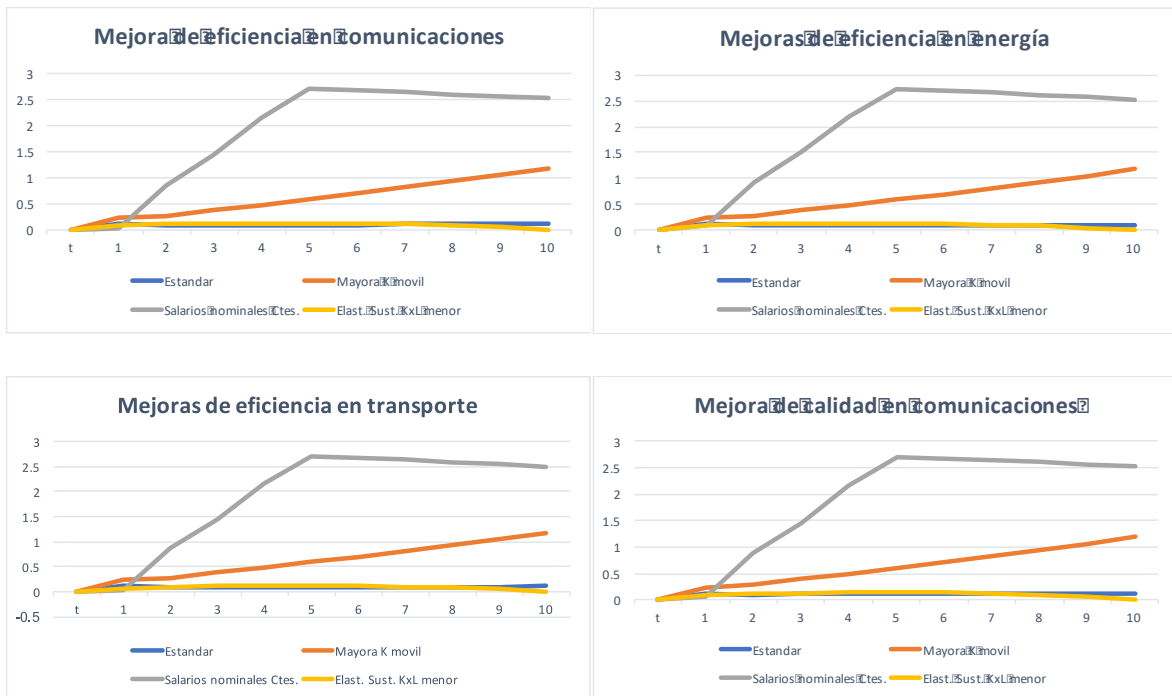 Mejora de eficiencia en comunicaciones
3
2.5
2
1.5
1
0.5
0
t 1 2 3 4 5 6 7 8 9 10
Estandar Mayora K movil
Salarios nominales Ctes. Elast. Sust. KxL menor
Mejoras de eficiencia en energía
3
2.5
2
1.5
1
0.5
0
t 1 2 3 4 5 6 7 8 9 10
Estandar Mayora K movil
Salarios nominales Ctes. Elast. Sust. KxL menor
Mejoras de eficiencia en transporte
3
2.5
2
1.5
1
0.5
0
-0.5
t 1 2 3 4 5 6 7 8 9 10
Estandar Mayora K movil
Salarios nominales Ctes. Elast. Sust. KxL menor
Mejora de calidad en comunicaciones
3
2.5
2
1.5
1
0.5
0
t 1 2 3 4 5 6 7 8 9 10
Estandar Mayora K movil
Salarios nominales Ctes. Elast. Sust. KxL menor